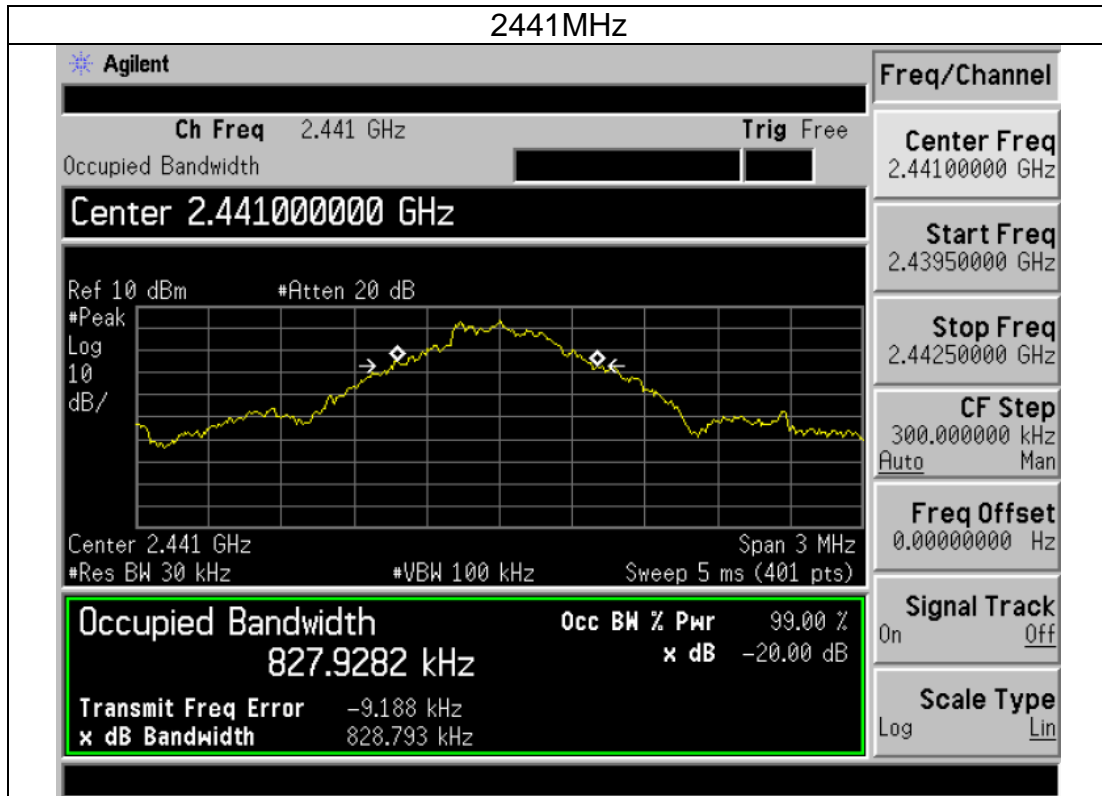 2441MHz
Agilent
Ch Freq 2.441 GHz Trig Free
Occupied Bandwidth
Center 2.441000000 GHz
Ref 10 dBm #Atten 20 dB
#Peak
Log
10
dB/
Center 2.441 GHz Span 3 MHz
#Res BW 30 kHz #VBW 100 kHz Sweep 5 ms (401 pts)
Occupied Bandwidth Occ BW % Pwr 99.00 %
827.9282 kHz x dB -20.00 dB
Transmit Freq Error -9.188 kHz
x dB Bandwidth 828.793 kHz
Freq/Channel
Center Freq
2.44100000 GHz
Start Freq
2.43950000 GHz
Stop Freq
2.44250000 GHz
CF Step
300.000000 kHz
Auto Man
Freq Offset
0.00000000 Hz
Signal Track
On Off
Scale Type
Log Lin